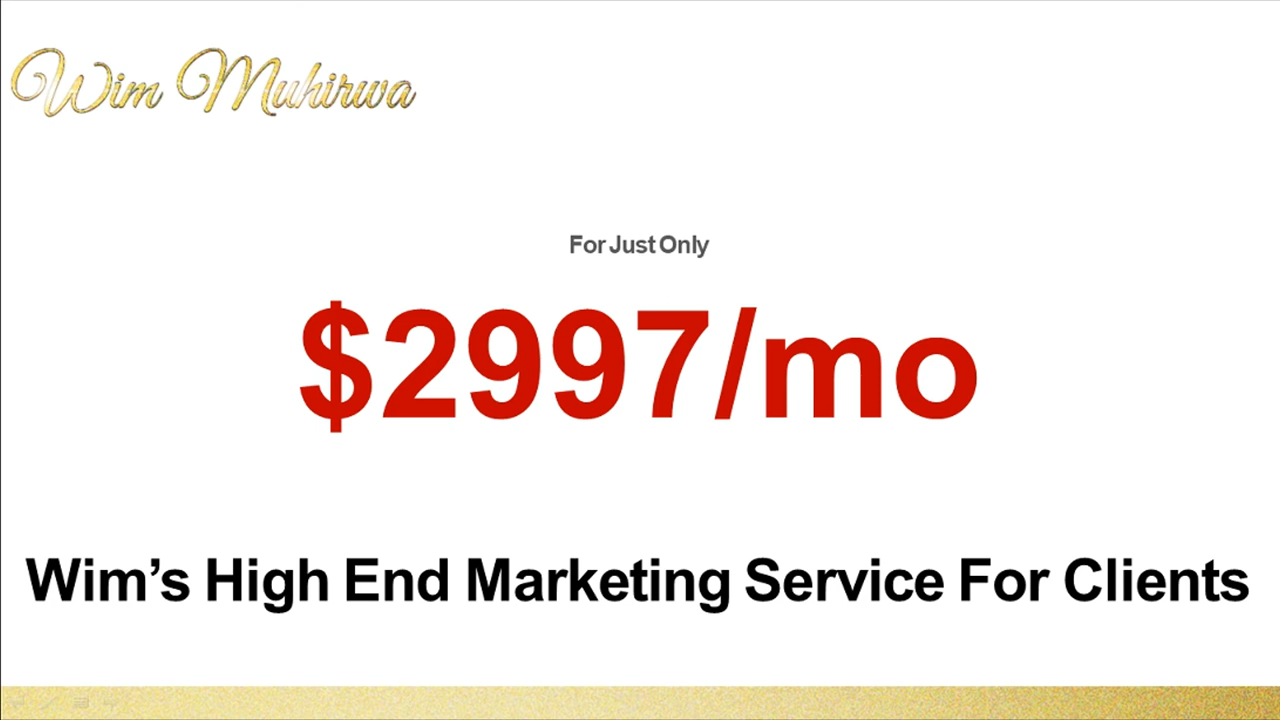 Wim Muhirwa
For Just Only
$2997/mo
Wim’s High End Marketing Service For Clients